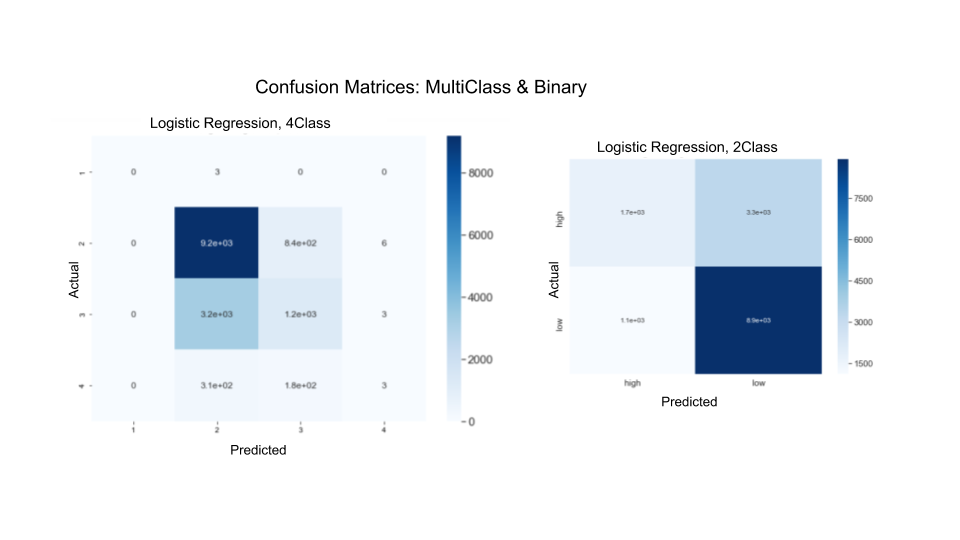 Confusion Matrices: MultiClass & Binary
Logistic Regression, 4Class
1 0 3 0 0
2 0 9.2e+03 8.4e+02 6
3 0 3.2e+03 1.2e+03 3
4 0 3.1e+02 1.8e+02 3
1 2 3 4
Actual
Predicted
8000
6000
4000
2000
0
Logistic Regression, 2Class
high 1.7e+03 3.3e+03
low 1.1e+03 8.9e+03
high low
Actual
Predicted
7500
6000
4500
3000
1500